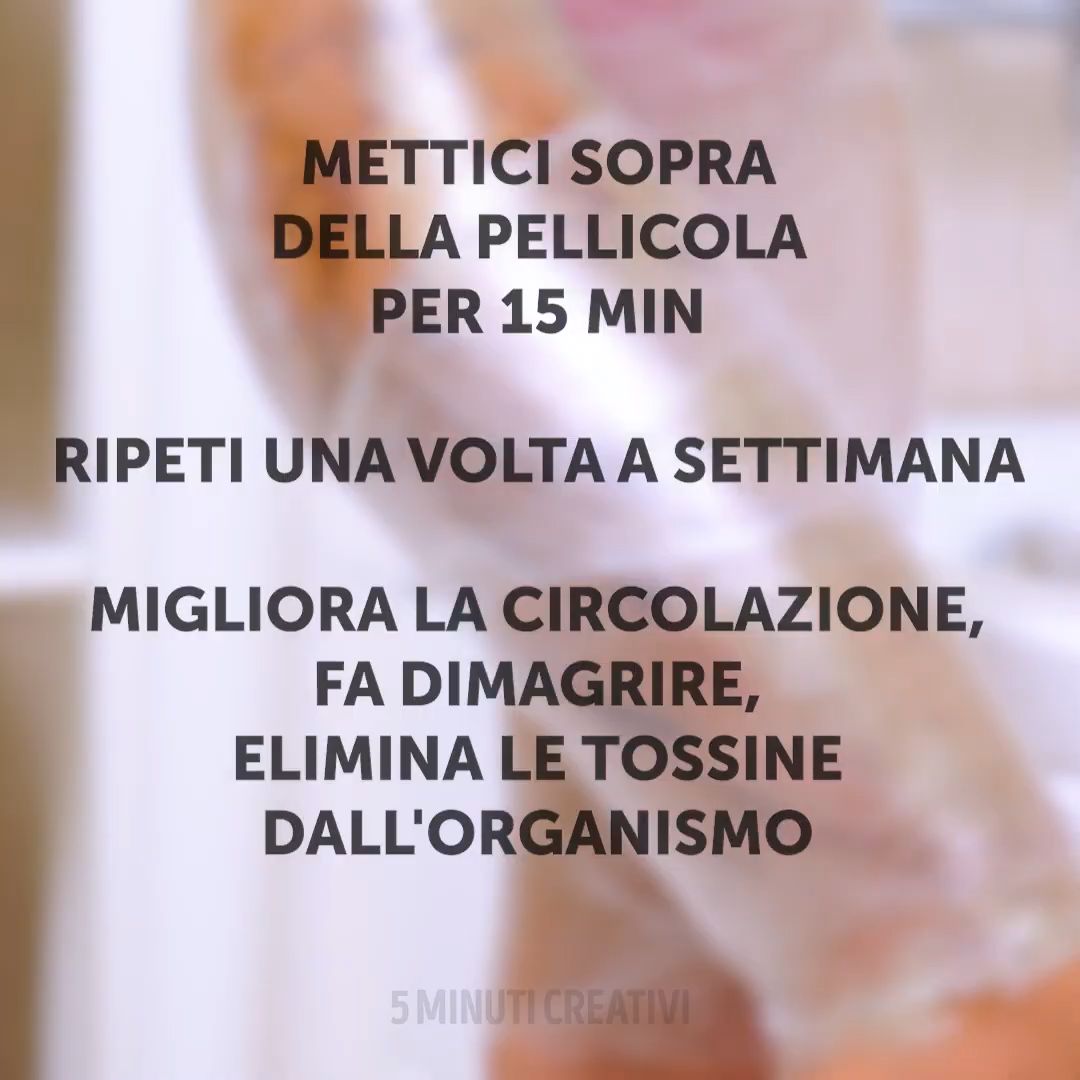 METTICI SOPRA
DELLA PELLICOLA
PER 15 MIN
RIPETI UNA VOLTA A SETTIMANA
MIGLIORA LA CIRCOLAZIONE,
FA DIMAGRIRE,
ELIMINA LE TOSSINE
DALL'ORGANISMO
5 MINUTI CREATIVI